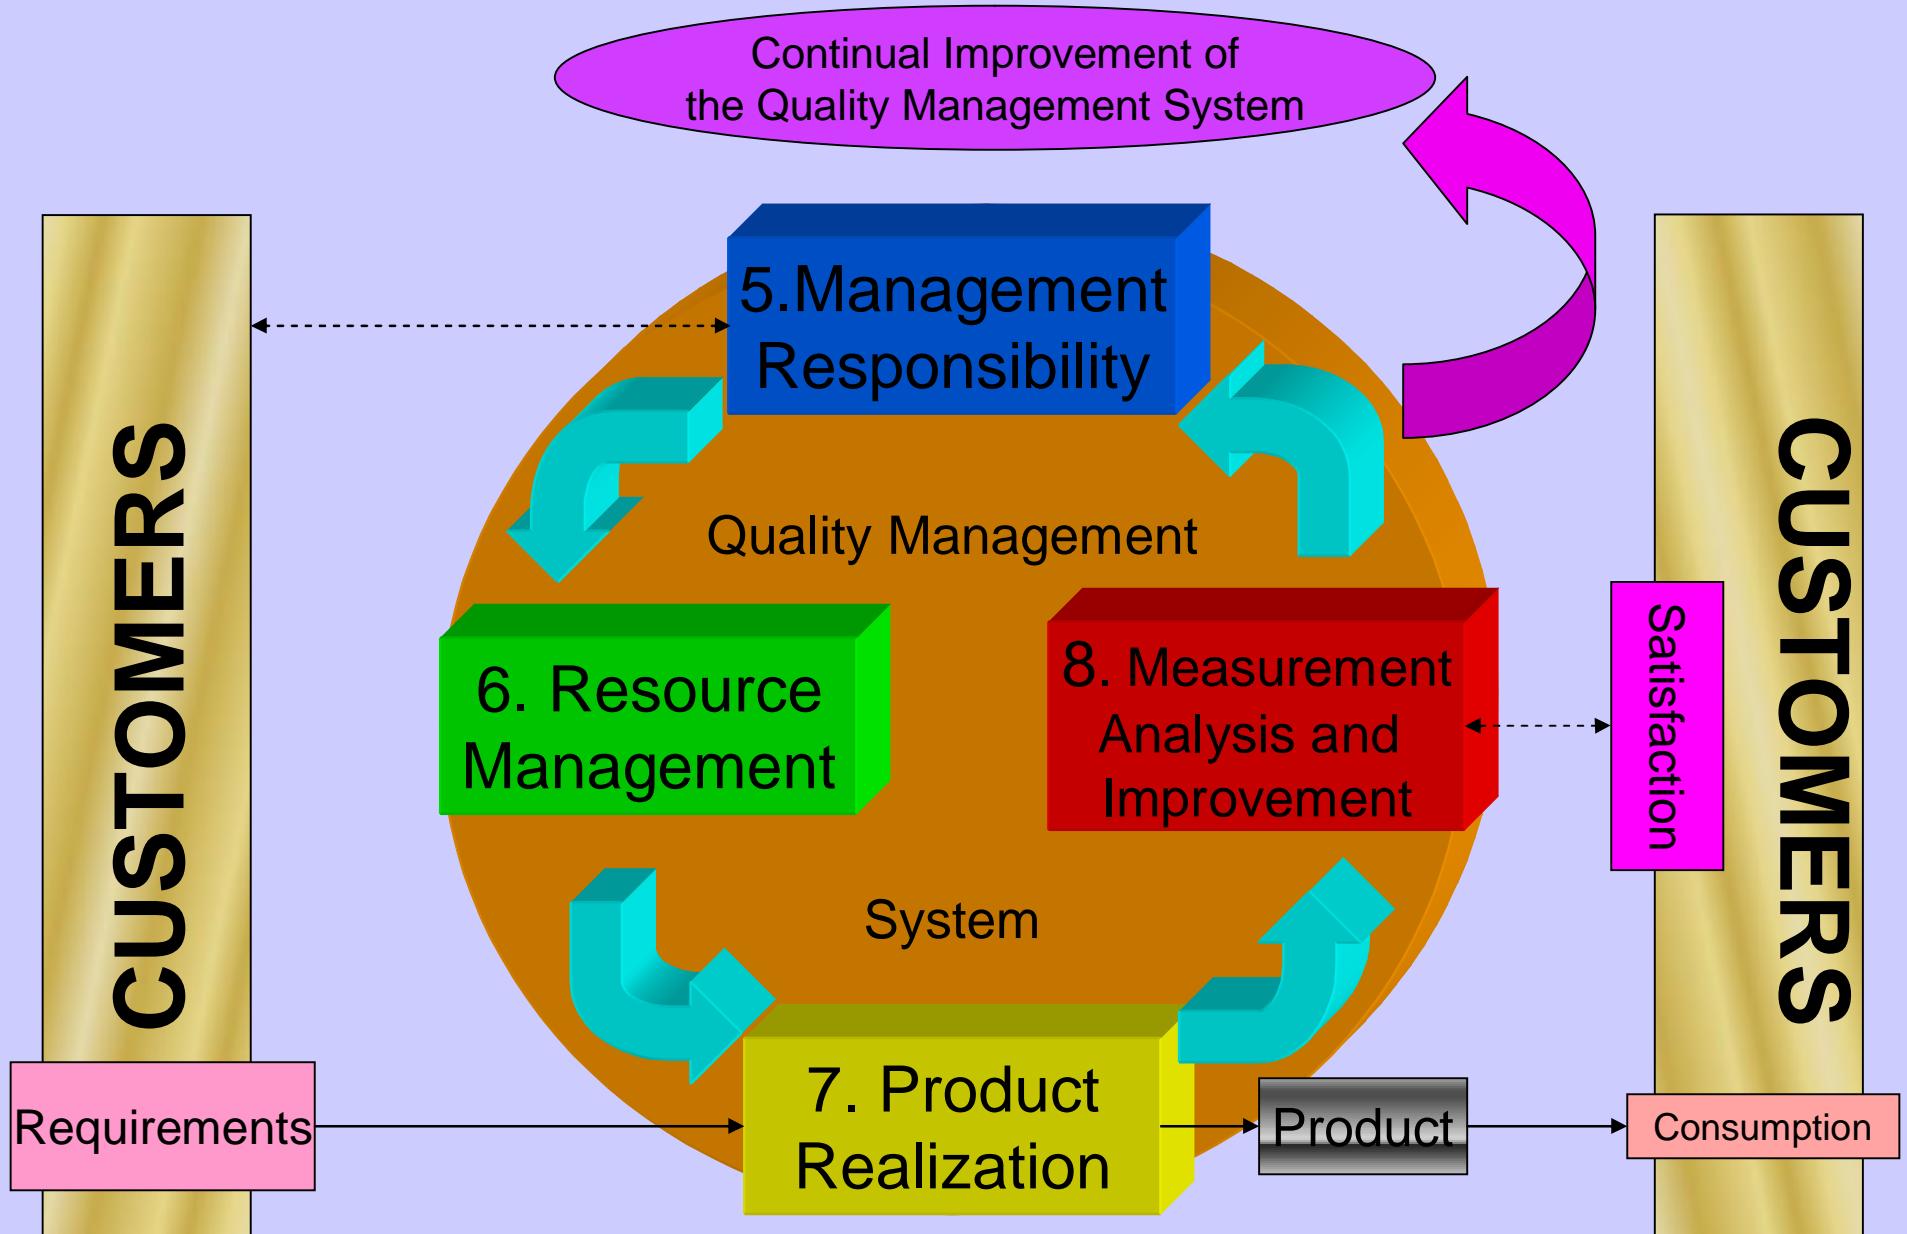 Continual Improvement of
the Quality Management System
CUSTOMERS
5.Management
Responsibility
Quality Management
6. Resource
Management
8. Measurement
Analysis and
Improvement
Satisfaction
CUSTOMERS
System
Requirements
7. Product
Realization
Product
Consumption